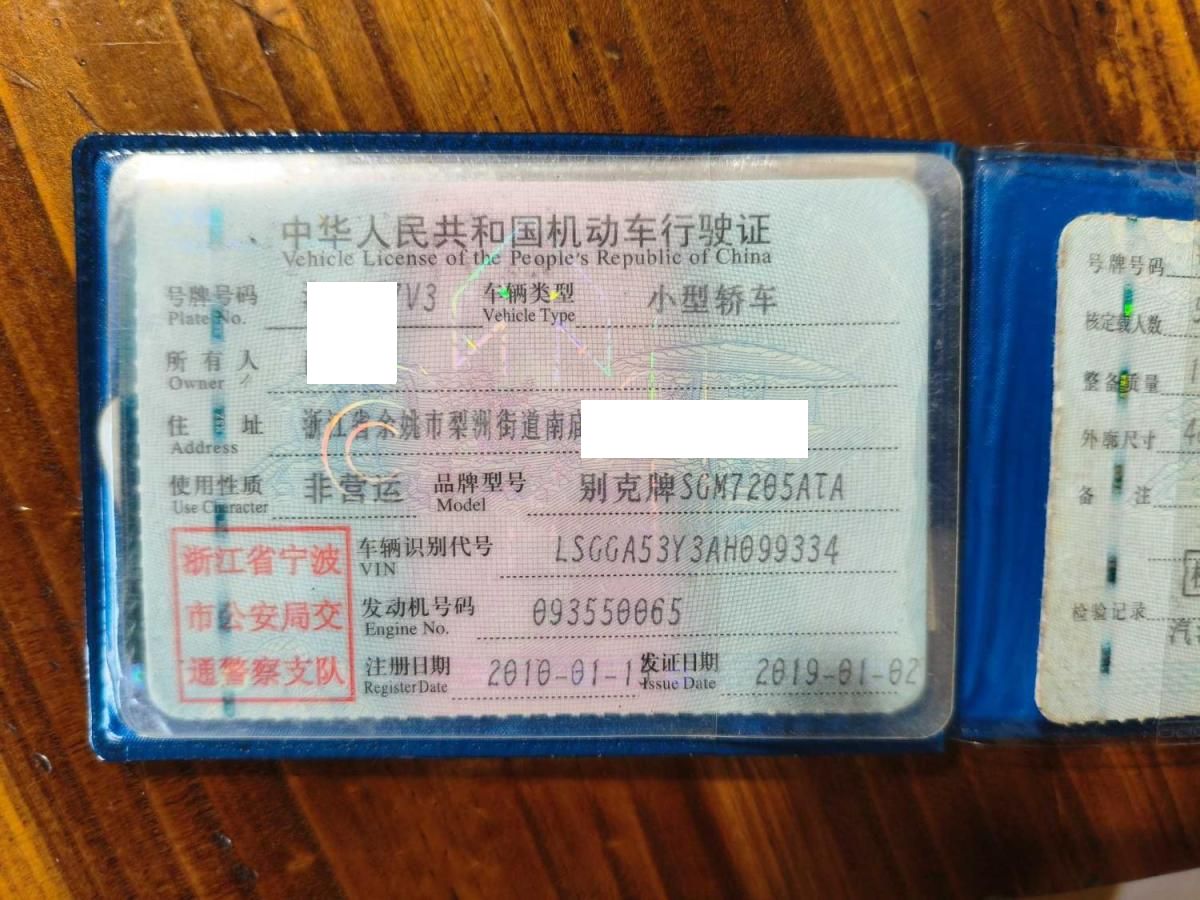 中华人民共和国机动车行驶证
Vehicle License of the People's Republic of China
号牌号码 V3 车辆类型 小型轿车
Plate No. Vehicle Type
所有人
Owner
住址 浙江省余姚市梨洲街道南庙
Address
使用性质 非营运 品牌型号 别克牌SGM7205ATA
Use Character Model
浙江省宁波
市公安局交
通警察支队
车辆识别代号 LSGGA53Y3AH099334
VIN
发动机号码 093550065
Engine No.
注册日期 2010-01-1 发证日期 2019-01-02
Register Date Issue Date
号牌号码
核定载人数
整备质量 1
外廓尺寸 4
备注
检验记录
汽